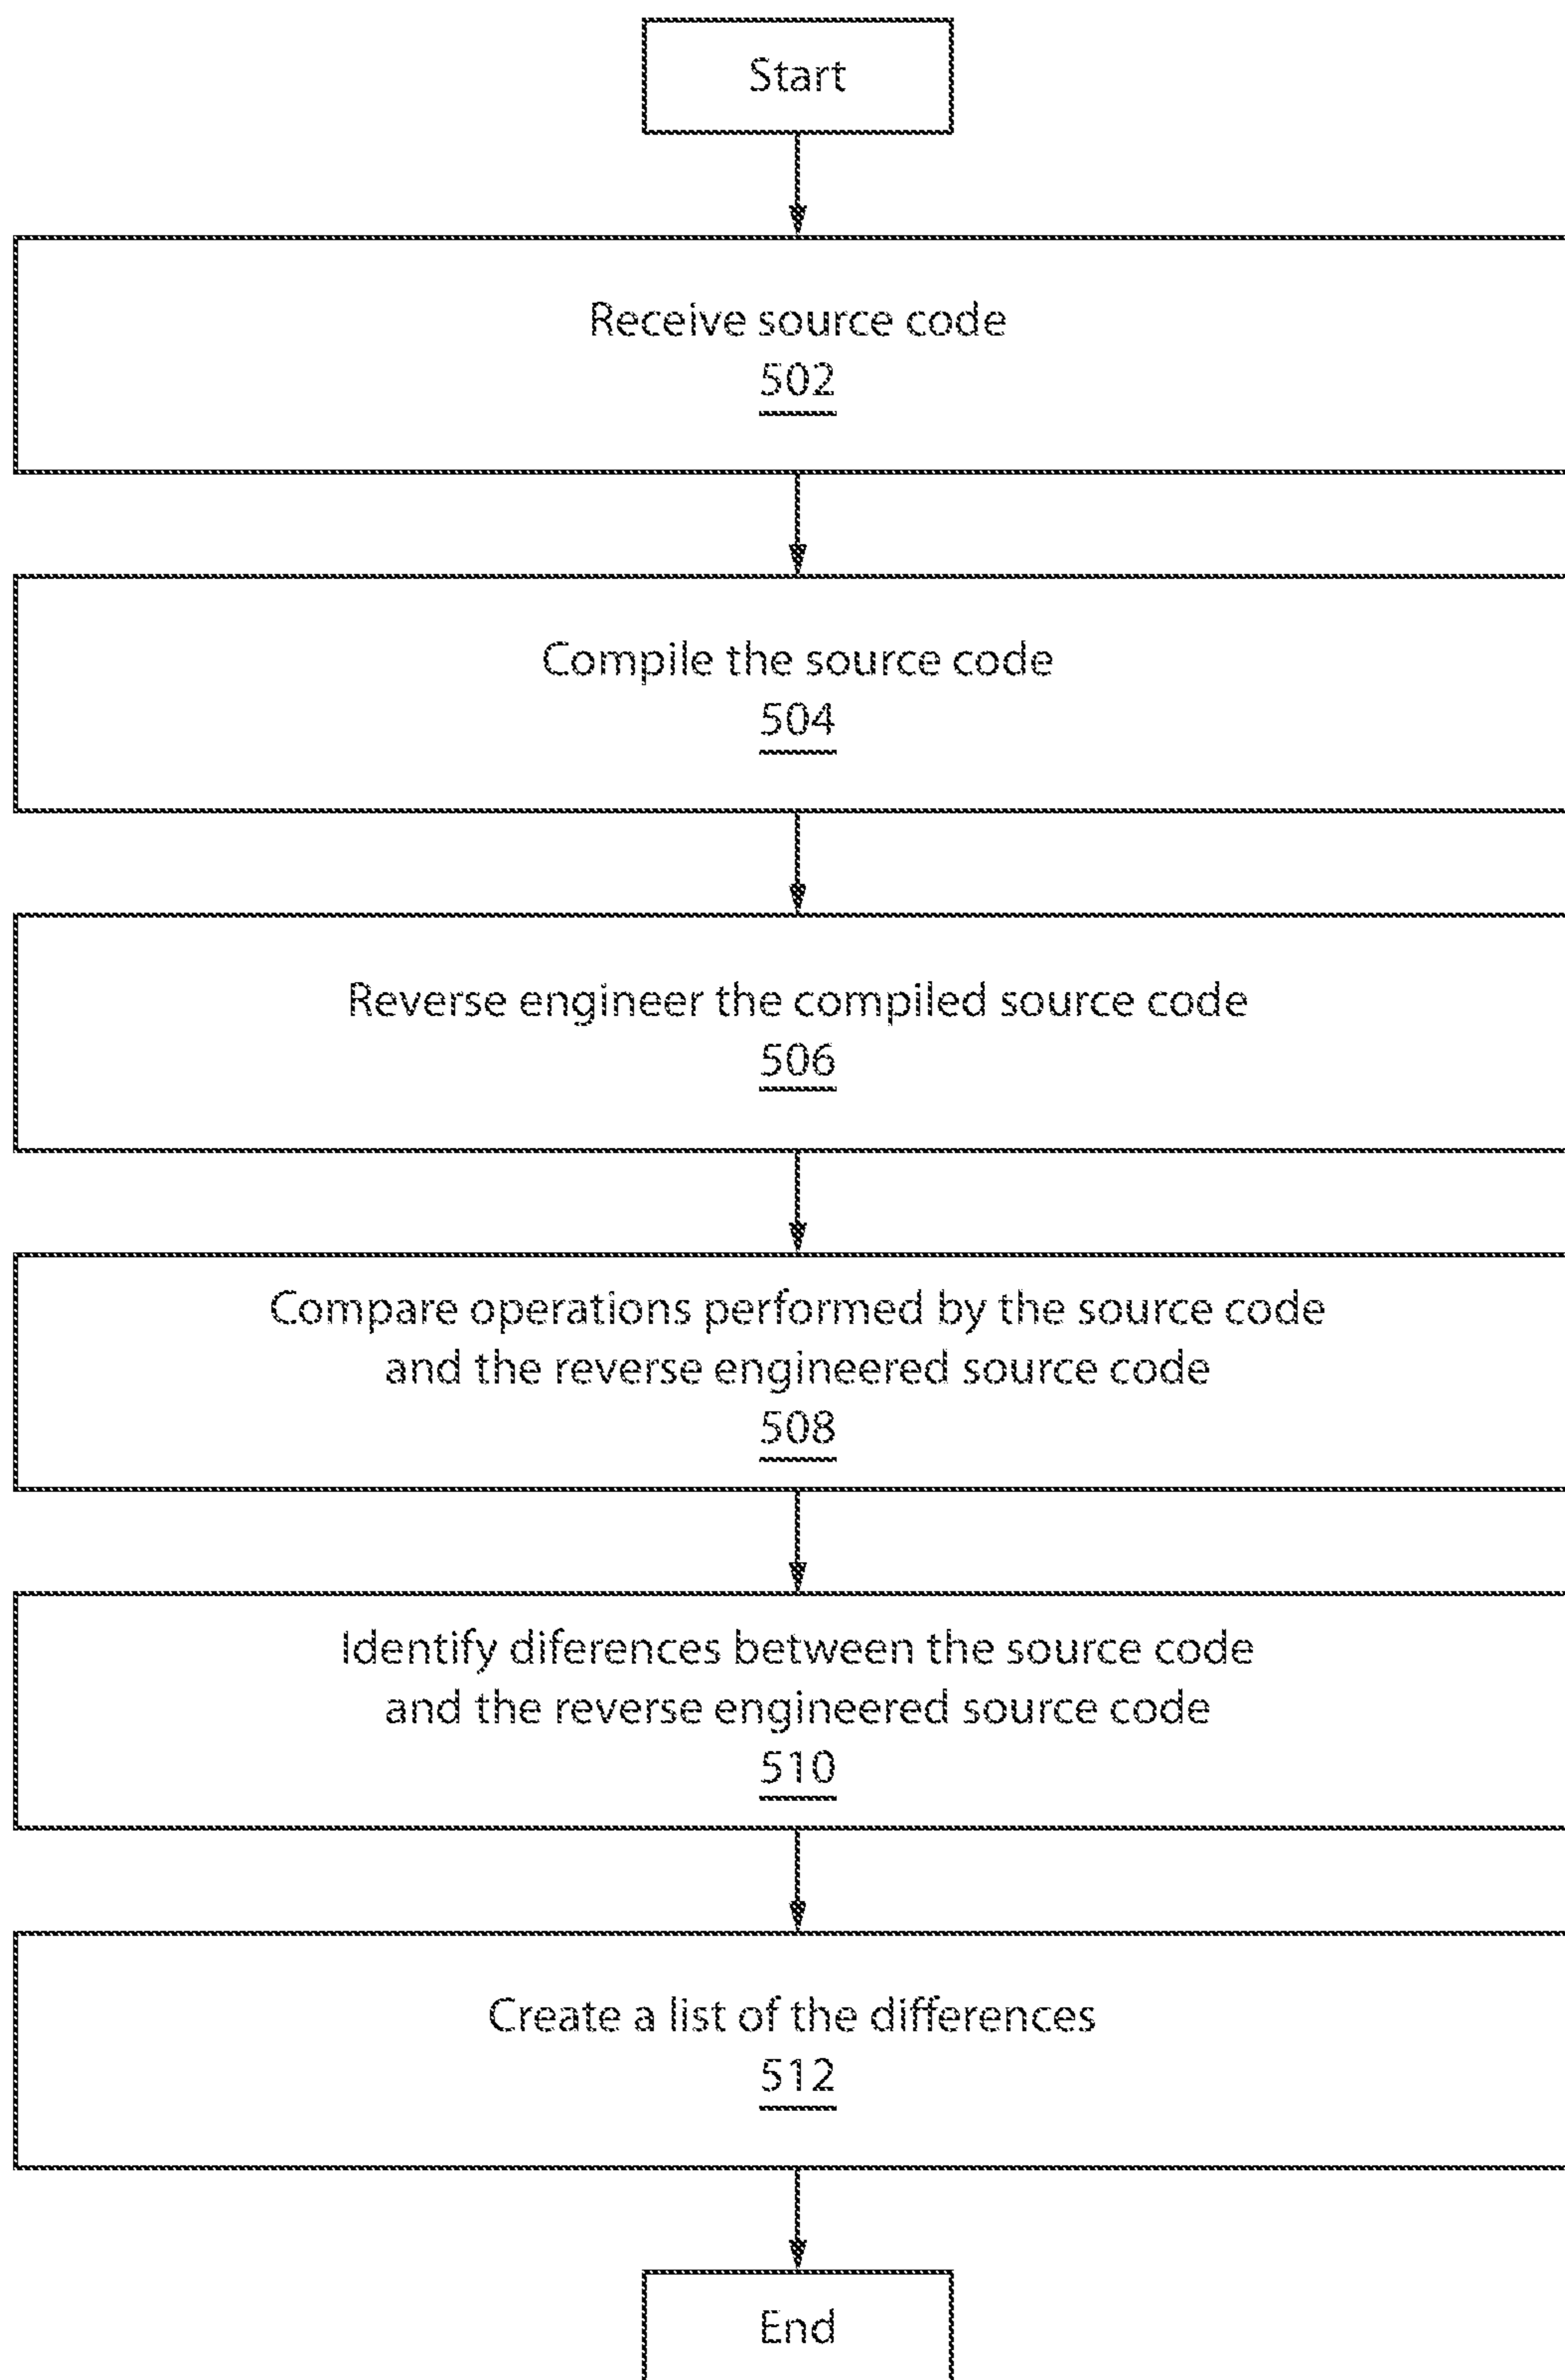 Start
Receive source code
502
Compile the source code
504
Reverse engineer the compiled source code
506
Compare operations performed by the source code
and the reverse engineered source code
508
Identify diferences between the source code
and the reverse engineered source code
510
Create a list of the differences
512
End